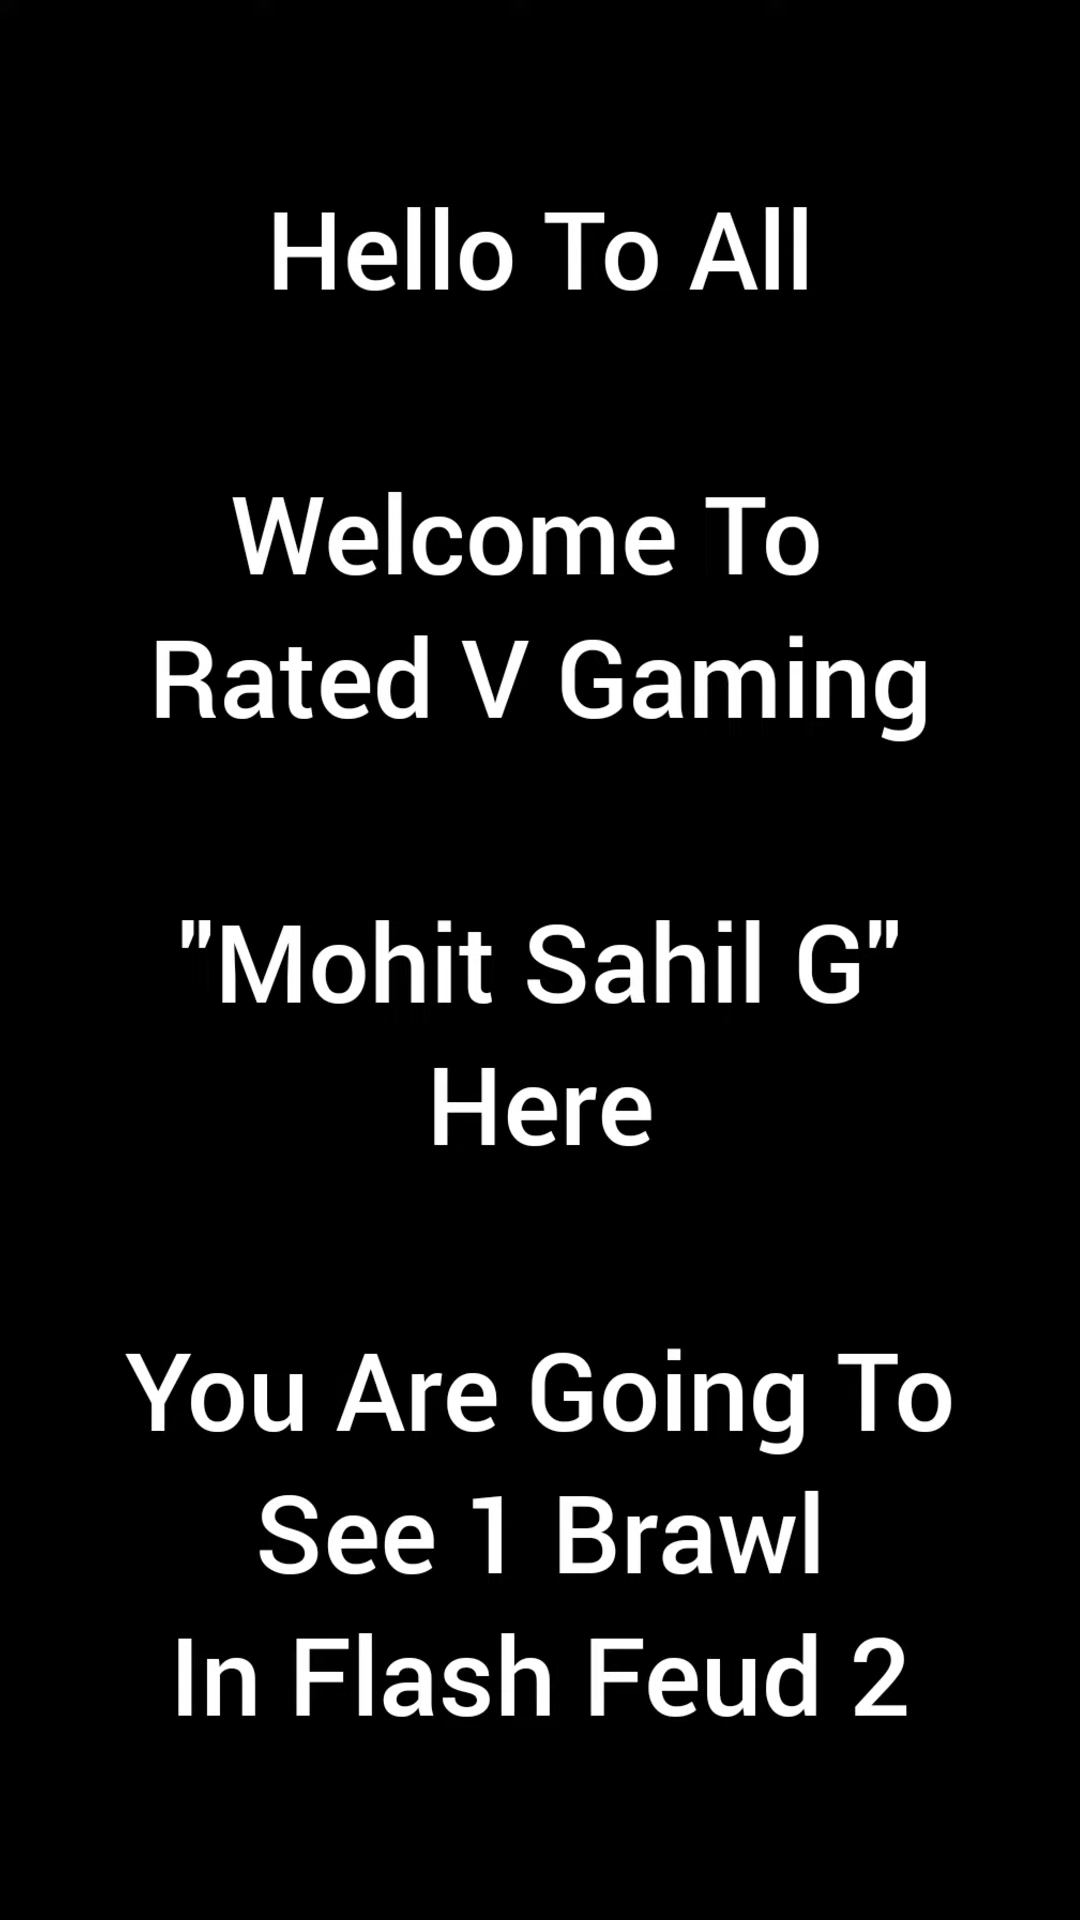 Hello To All
Welcome To
Rated V Gaming
"Mohit Sahil G"
Here
You Are Going To
See 1 Brawl
In Flash Feud 2